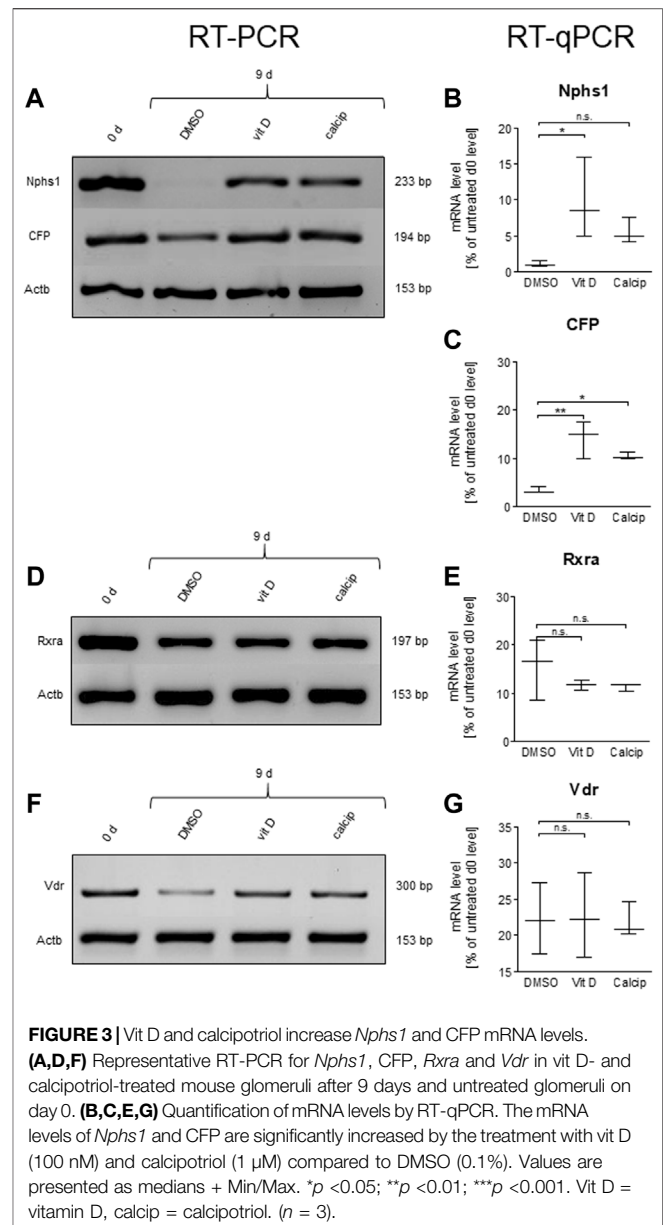 RT-PCR
RT-qPCR
A
9 d
0 d
DMSO
vit D
calcip
Nphs1
233 bp
CFP
194 bp
Actb
153 bp
B
Nphs1
n.s.
*
mRNA level
[% of untreated d0 level]
20
15
10
5
0
DMSO Vit D Calcip
C
CFP
*
**
mRNA level
[% of untreated d0 level]
30
20
10
0
DMSO Vit D Calcip
D
9 d
0 d
DMSO
vit D
calcip
Rxra
197 bp
Actb
153 bp
E
Rxra
n.s.
n.s.
mRNA level
[% of untreated d0 level]
30
20
10
0
DMSO Vit D Calcip
F
9 d
0 d
DMSO
vit D
calcip
Vdr
300 bp
Actb
153 bp
G
Vdr
n.s.
n.s.
mRNA level
[% of untreated d0 level]
35
30
25
20
15
DMSO Vit D Calcip
FIGURE 3 | Vit D and calcipotriol increase Nphs1 and CFP mRNA levels.
(A,D,F) Representative RT-PCR for Nphs1, CFP, Rxra and Vdr in vit D- and
calcipotriol-treated mouse glomeruli after 9 days and untreated glomeruli on
day 0. (B,C,E,G) Quantification of mRNA levels by RT-qPCR. The mRNA
levels of Nphs1 and CFP are significantly increased by the treatment with vit D
(100 nM) and calcipotriol (1 µM) compared to DMSO (0.1%). Values are
presented as medians + Min/Max. *p <0.05; **p <0.01; ***p <0.001. Vit D =
vitamin D, calcip = calcipotriol. (n = 3).